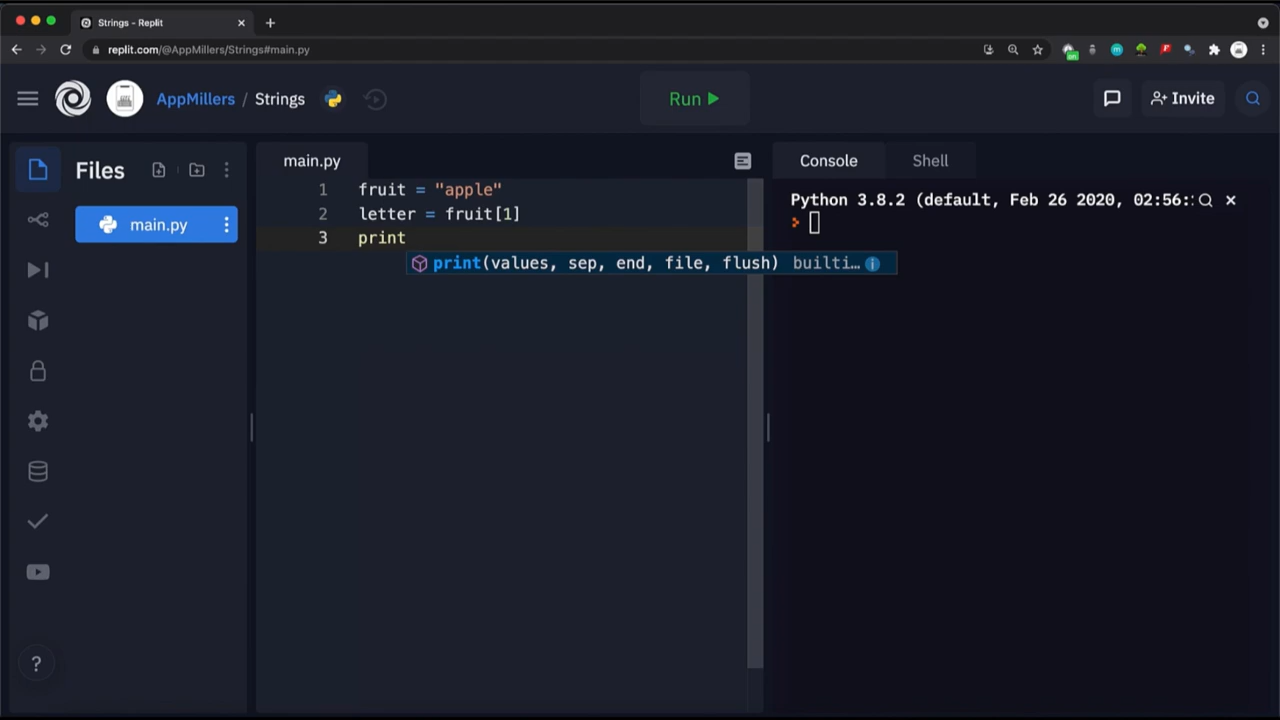 Strings - Replit
replit.com/@AppMillers/Strings#main.py
on
AppMillers / Strings
Run
Invite
Files
main.py
main.py
1 fruit = "apple"
2 letter = fruit[1]
3 print
print(values, sep, end, file, flush) builti…
Console
Shell
Python 3.8.2 (default, Feb 26 2020, 02:56:
?